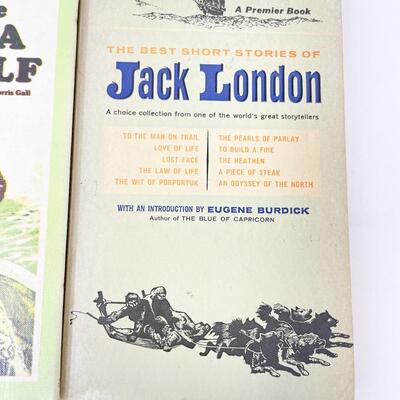 e
A
LF
orris Gall
A Premier Book
THE BEST SHORT STORIES OF
Jack London
A choice collection from one of the world's great storytellers
TO THE MAN ON TRAIL
LOVE OF LIFE
LOST FACE
THE LAW OF LIFE
THE WIT OF PORPORTUK
THE PEARLS OF PARLAY
TO BUILD A FIRE
THE HEATHEN
A PIECE OF STEAK
AN ODYSSEY OF THE NORTH
WITH AN INTRODUCTION BY EUGENE BURDICK
Author of THE BLUE OF CAPRICORN